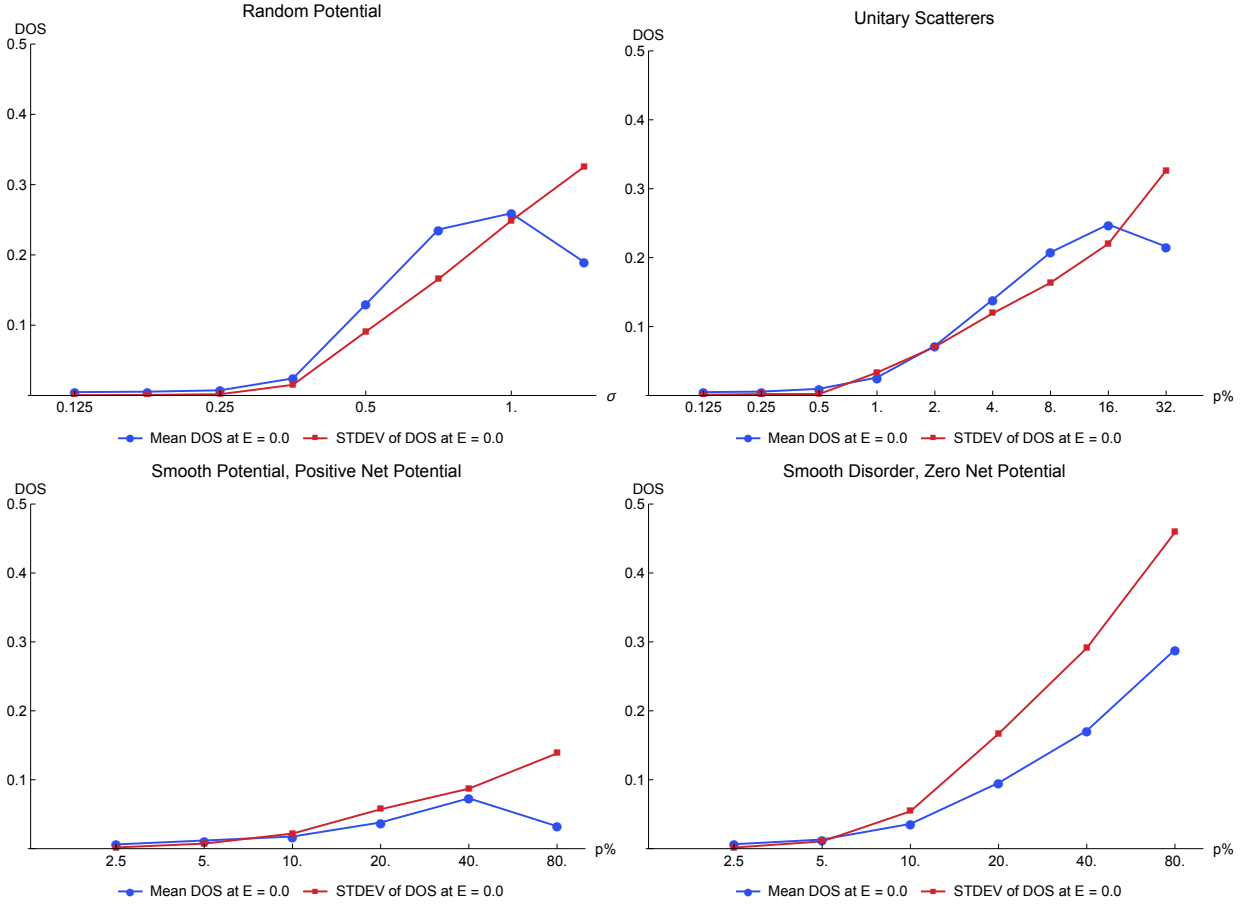 Random Potential
DOS
0.5
0.4
0.3
0.2
0.1
0.125 0.25 0.5 1. σ
Mean DOS at E = 0.0 STDEV of DOS at E = 0.0
Unitary Scatterers
DOS
0.5
0.4
0.3
0.2
0.1
0.125 0.25 0.5 1. 2. 4. 8. 16. 32. p%
Mean DOS at E = 0.0 STDEV of DOS at E = 0.0
Smooth Potential, Positive Net Potential
DOS
0.5
0.4
0.3
0.2
0.1
2.5 5. 10. 20. 40. 80. p%
Mean DOS at E = 0.0 STDEV of DOS at E = 0.0
Smooth Disorder, Zero Net Potential
DOS
0.5
0.4
0.3
0.2
0.1
2.5 5. 10. 20. 40. 80. p%
Mean DOS at E = 0.0 STDEV of DOS at E = 0.0